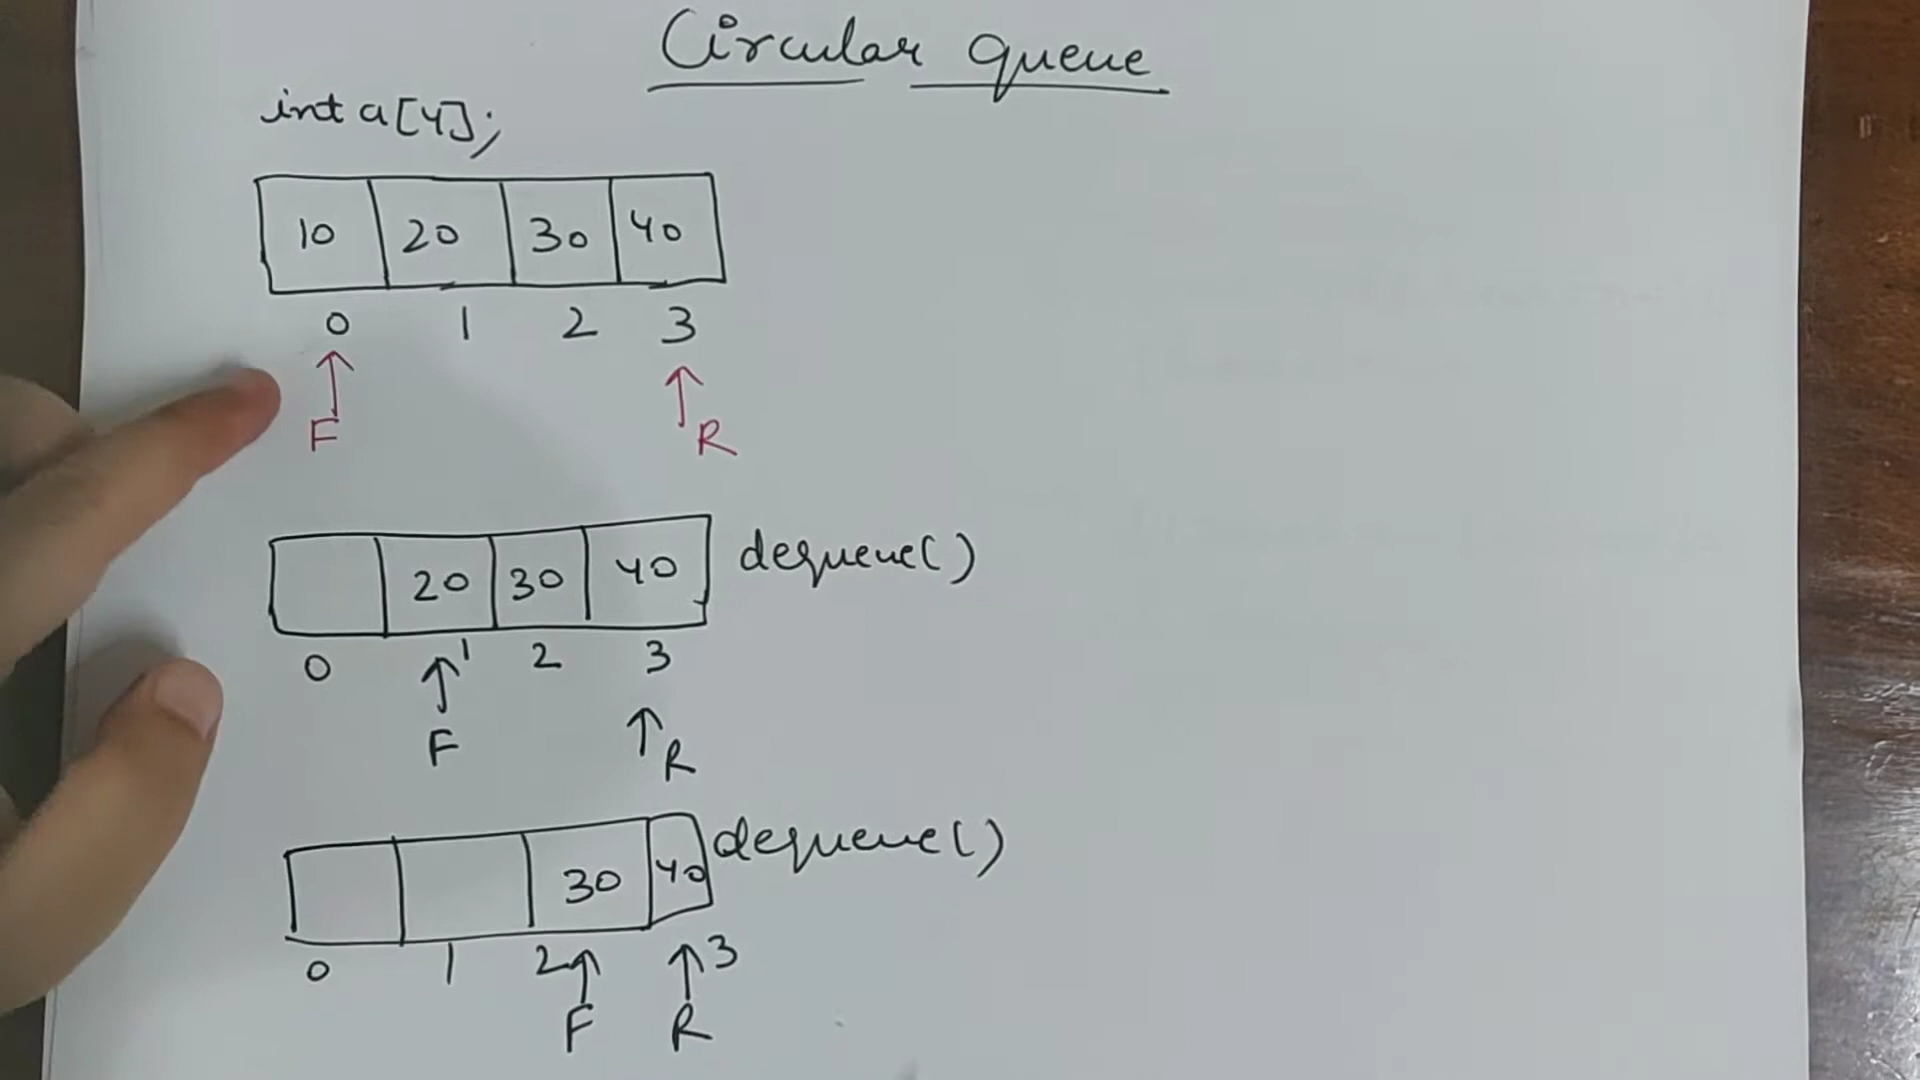 Circular queue
int a[4];
10 20 30 40
0 1 2 3
F R
20 30 40 dequeue()
0 1 2 3
F R
30 40 dequeue()
0 1 2 3
F R